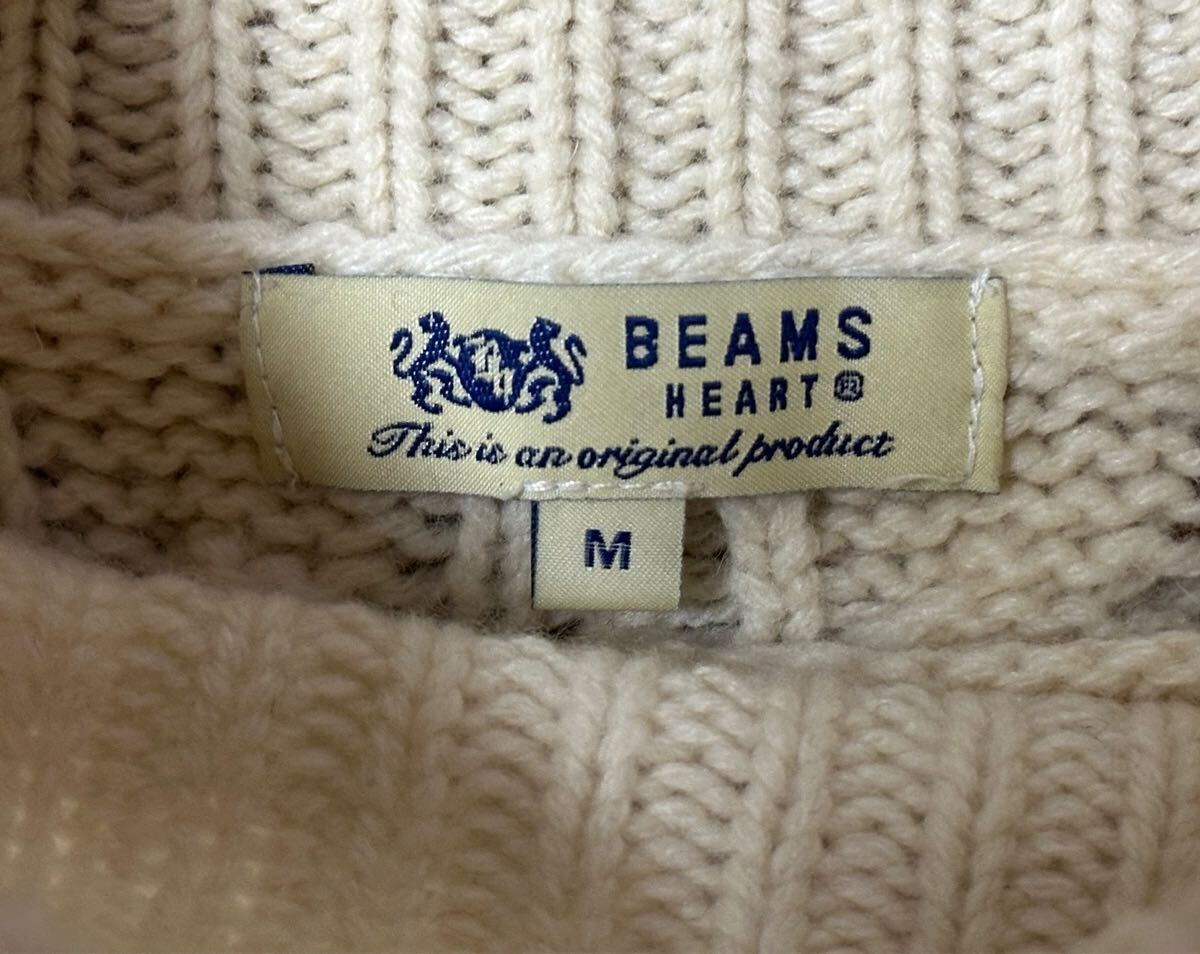 BEAMS
HEART®
This is an original product
M